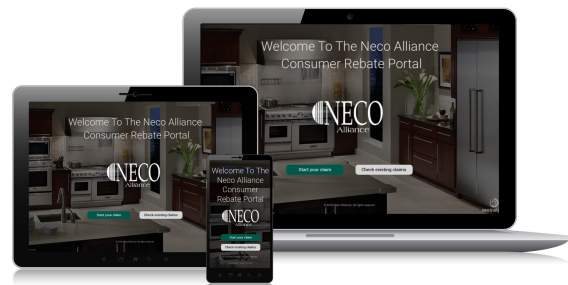 Welcome To The Neco Alliance
Consumer Rebate Portal
NECO
Alliance
Start your claim
Check existing claims
Welcome To The Neco Alliance
Consumer Rebate Portal
NECO
Alliance
Start your claim
Check existing claims
Welcome To The
Neco Alliance
Consumer
Rebate Portal
NECO
Alliance
Start your claim
Check existing claims